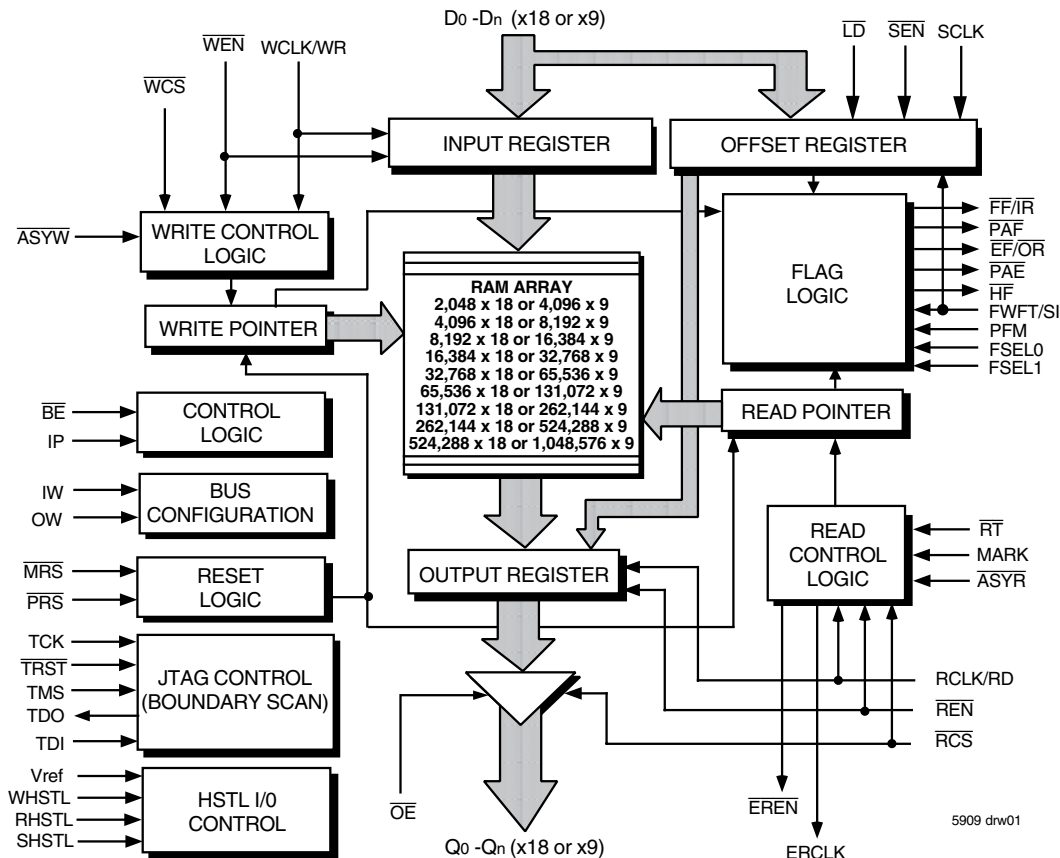 D0 -Dn (x18 or x9)
WEN WCLK/WR
LD SEN SCLK
WCS
INPUT REGISTER
OFFSET REGISTER
ASYW
WRITE CONTROL
LOGIC
WRITE POINTER
FLAG
LOGIC
FF/IR
PAF
EF/OR
PAE
HF
FWFT/SI
PFM
FSEL0
FSEL1
RAM ARRAY
2,048 x 18 or 4,096 x 9
4,096 x 18 or 8,192 x 9
8,192 x 18 or 16,384 x 9
16,384 x 18 or 32,768 x 9
32,768 x 18 or 65,536 x 9
65,536 x 18 or 131,072 x 9
131,072 x 18 or 262,144 x 9
262,144 x 18 or 524,288 x 9
524,288 x 18 or 1,048,576 x 9
READ POINTER
BE
IP
CONTROL
LOGIC
IW
OW
BUS
CONFIGURATION
MRS
PRS
RESET
LOGIC
OUTPUT REGISTER
READ
CONTROL
LOGIC
RT
MARK
ASYR
TCK
TRST
TMS
TDO
TDI
JTAG CONTROL
(BOUNDARY SCAN)
RCLK/RD
REN
RCS
Vref
WHSTL
RHSTL
SHSTL
HSTL I/0
CONTROL
OE
EREN
5909 drw01
Q0 -Qn (x18 or x9)
ERCLK